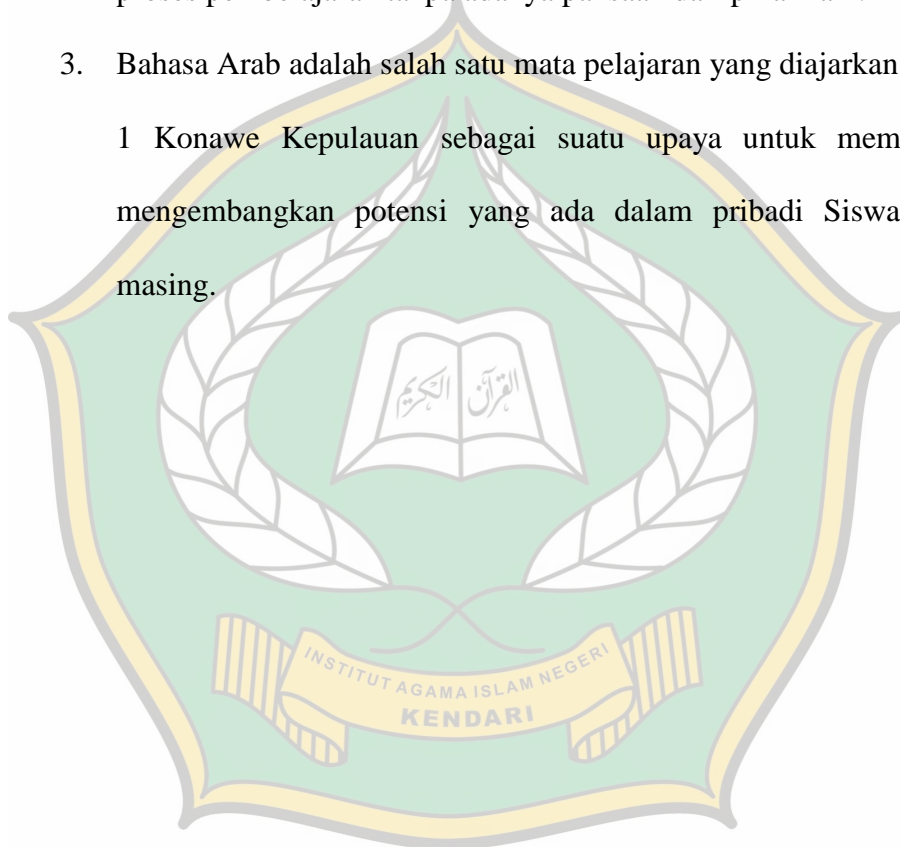 3. Bahasa Arab adalah salah satu mata pelajaran yang diajarkan
1 Konawe Kepulauan sebagai suatu upaya untuk mem
mengembangkan potensi yang ada dalam pribadi Siswa
masing.
القرآن الكريم
INSTITUT AGAMA ISLAM NEGERI
KENDARI